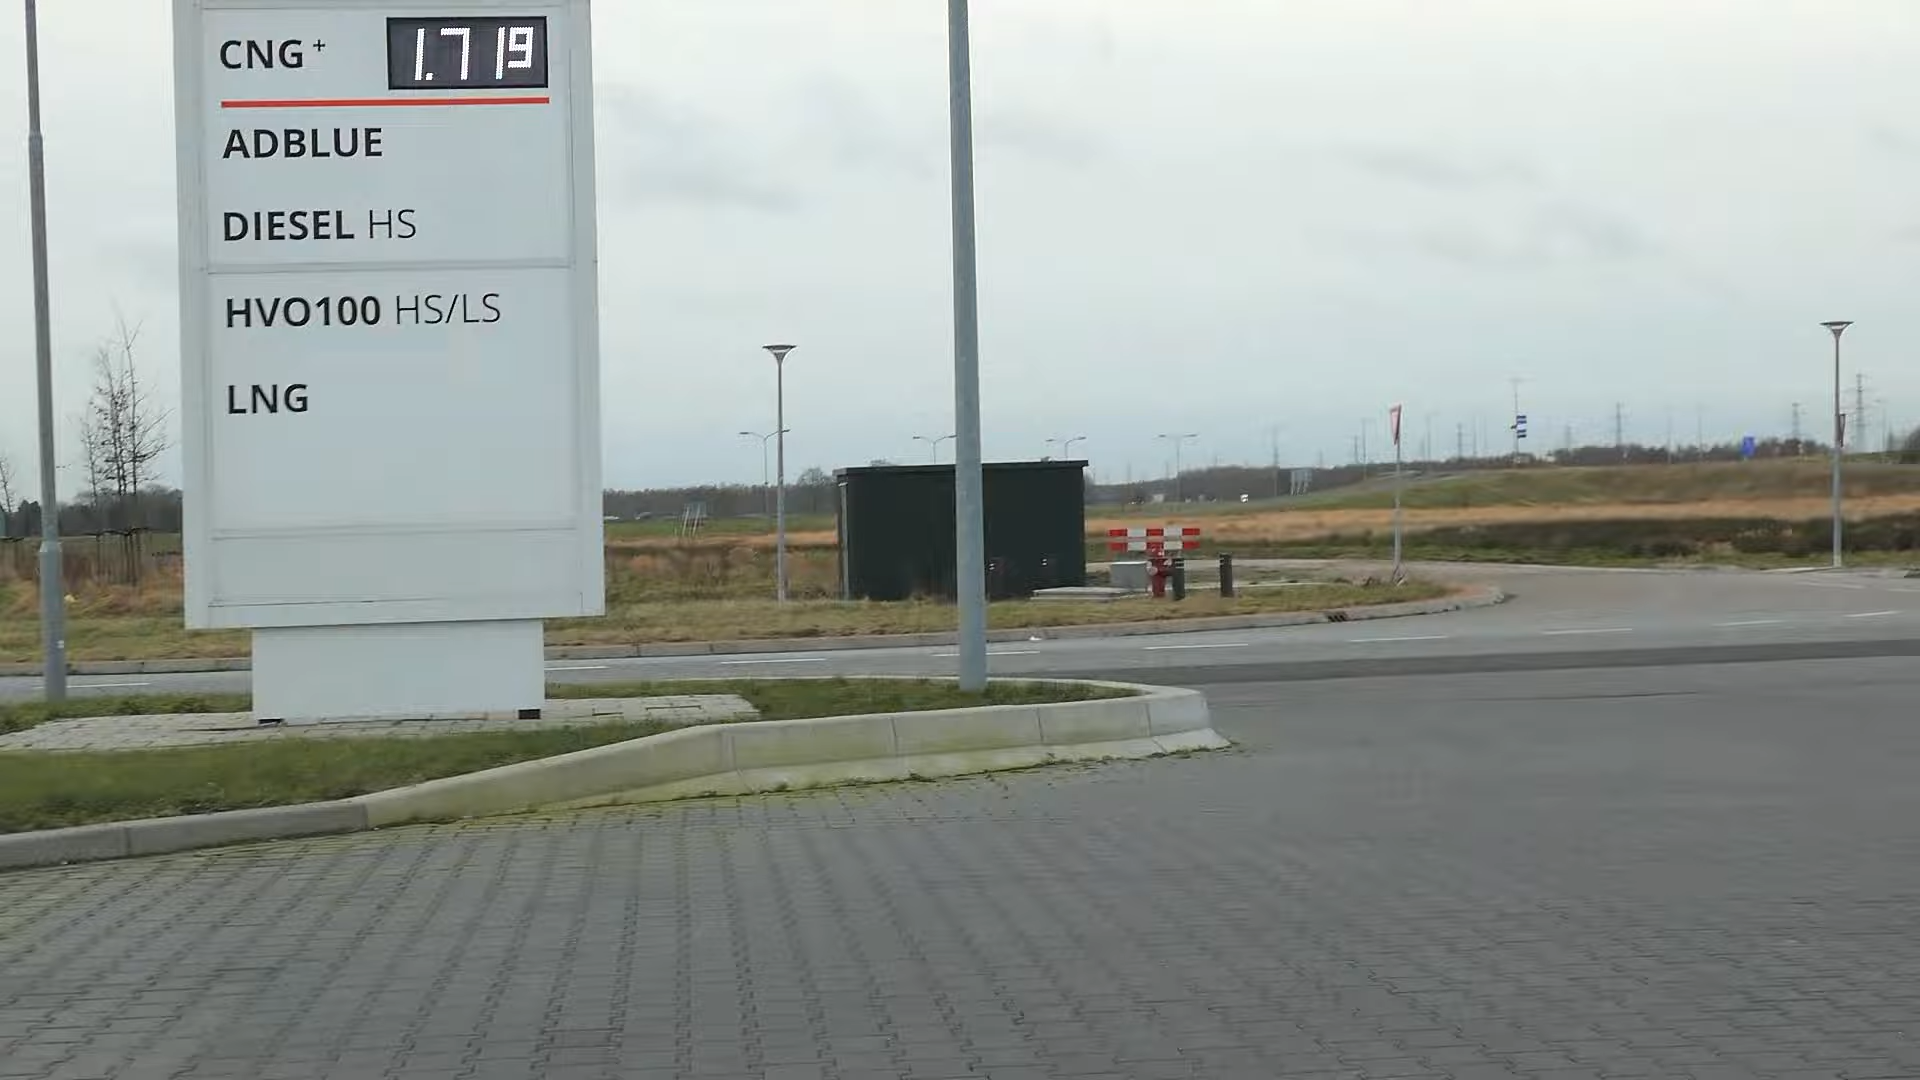 CNG+ 1.719
ADBLUE
DIESEL HS
HVO100 HS/LS
LNG